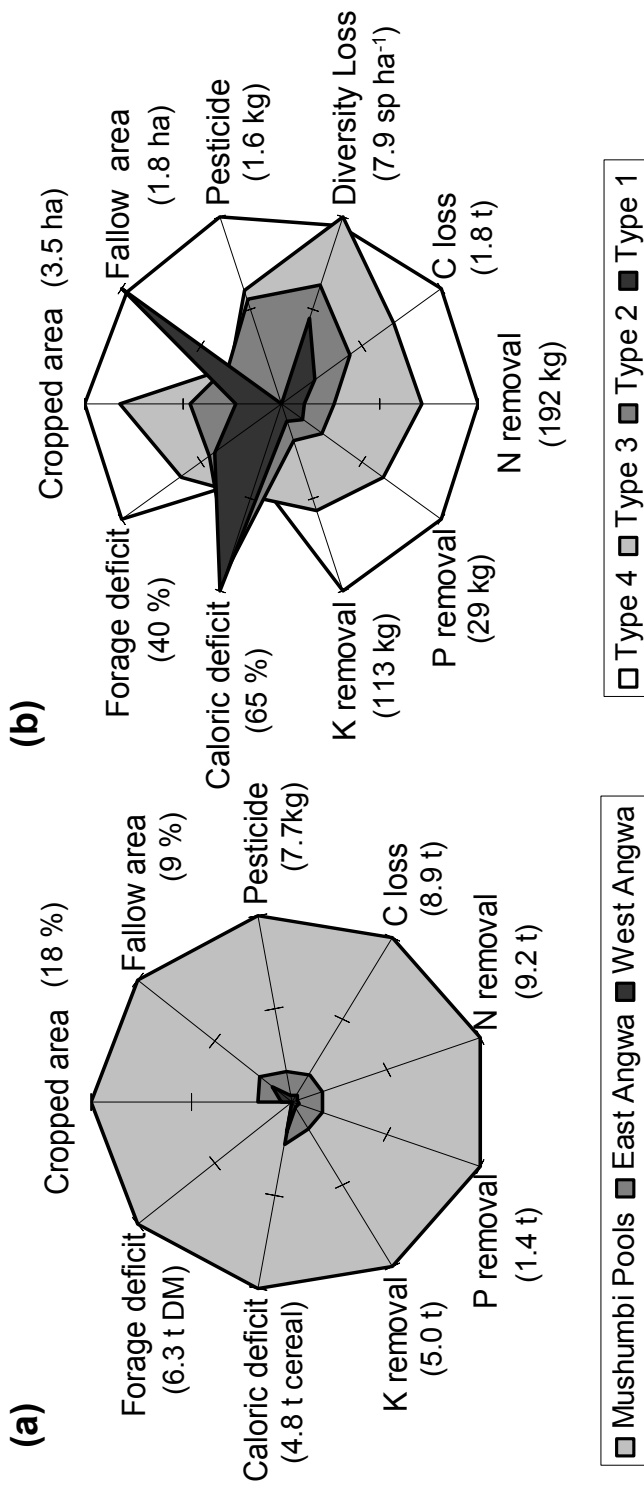 (a)
Cropped area (18 %)
Fallow area
(9 %)
Pesticide
(7.7kg)
C loss
(8.9 t)
N removal
(9.2 t)
P removal
(1.4 t)
K removal
(5.0 t)
Caloric deficit
(4.8 t cereal)
Forage deficit
(6.3 t DM)
Mushumbi Pools East Angwa West Angwa
(b)
Cropped area (3.5 ha)
Fallow area
(1.8 ha)
Pesticide
(1.6 kg)
Diversity Loss
(7.9 sp ha-1)
C loss
(1.8 t)
N removal
(192 kg)
P removal
(29 kg)
K removal
(113 kg)
Caloric deficit
(65 %)
Forage deficit
(40 %)
Type 4 Type 3 Type 2 Type 1